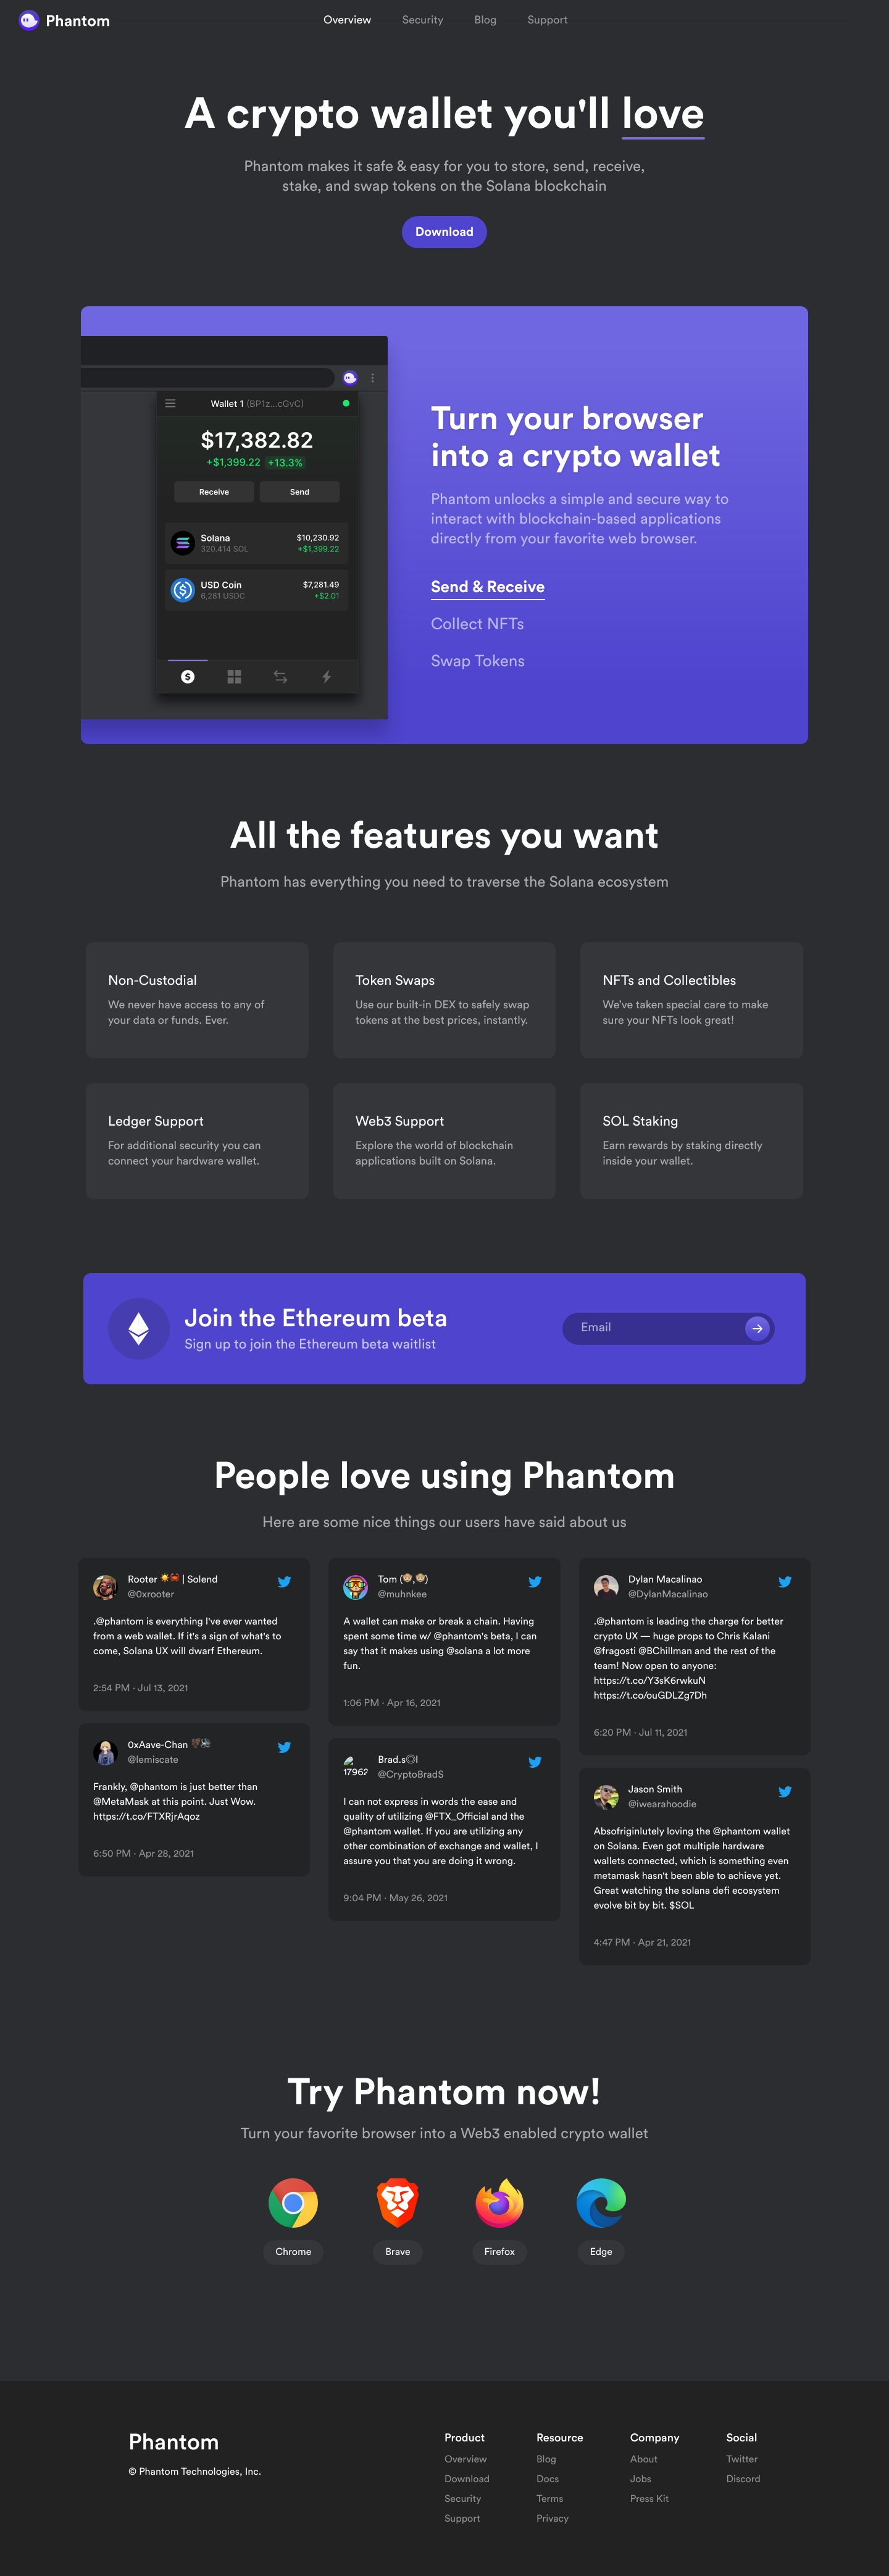 Phantom
Overview
Security
Blog
Support
A crypto wallet you'll love
Phantom makes it safe & easy for you to store, send, receive,
stake, and swap tokens on the Solana blockchain
Download
Wallet 1 (BP1z...cGvC)
$17,382.82
+$1,399.22 +13.3%
Receive
Send
Solana
$10,230.92
320.414 SOL
+$1,399.22
USD Coin
$7,281.49
6,281 USDC
+$2.01
Turn your browser
into a crypto wallet
Phantom unlocks a simple and secure way to
interact with blockchain-based applications
directly from your favorite web browser.
Send & Receive
Collect NFTs
Swap Tokens
All the features you want
Phantom has everything you need to traverse the Solana ecosystem
Non-Custodial
We never have access to any of
your data or funds. Ever.
Token Swaps
Use our built-in DEX to safely swap
tokens at the best prices, instantly.
NFTs and Collectibles
We've taken special care to make
sure your NFTs look great!
Ledger Support
For additional security you can
connect your hardware wallet.
Web3 Support
Explore the world of blockchain
applications built on Solana.
SOL Staking
Earn rewards by staking directly
inside your wallet.
Join the Ethereum beta
Sign up to join the Ethereum beta waitlist
Email
People love using Phantom
Here are some nice things our users have said about us
Rooter ☀️🦀 | Solend
@0xrooter
.@phantom is everything I've ever wanted
from a web wallet. If it's a sign of what's to
come, Solana UX will dwarf Ethereum.
2:54 PM · Jul 13, 2021
0xAave-Chan
@lemiscate
Frankly, @phantom is just better than
@MetaMask at this point. Just Wow.
https://t.co/FTXRjrAqoz
6:50 PM · Apr 28, 2021
Tom (🐵,🐵)
@muhnkee
A wallet can make or break a chain. Having
spent some time w/ @phantom's beta, I can
say that it makes using @solana a lot more
fun.
1:06 PM · Apr 16, 2021
17962
Brad.s◎l
@CryptoBradS
I can not express in words the ease and
quality of utilizing @FTX_Official and the
@phantom wallet. If you are utilizing any
other combination of exchange and wallet, I
assure you that you are doing it wrong.
9:04 PM · May 26, 2021
Dylan Macalinao
@DylanMacalinao
.@phantom is leading the charge for better
crypto UX — huge props to Chris Kalani
@fragosti @BChillman and the rest of the
team! Now open to anyone:
https://t.co/Y3sK6rwkuN
https://t.co/ouGDLZg7Dh
6:20 PM · Jul 11, 2021
Jason Smith
@iwearahoodie
Absofriginlutely loving the @phantom wallet
on Solana. Even got multiple hardware
wallets connected, which is something even
metamask hasn't been able to achieve yet.
Great watching the solana defi ecosystem
evolve bit by bit. $SOL
4:47 PM · Apr 21, 2021
Try Phantom now!
Turn your favorite browser into a Web3 enabled crypto wallet
Chrome
Brave
Firefox
Edge
Phantom
© Phantom Technologies, Inc.
Product
Overview
Download
Security
Support
Resource
Blog
Docs
Terms
Privacy
Company
About
Jobs
Press Kit
Social
Twitter
Discord